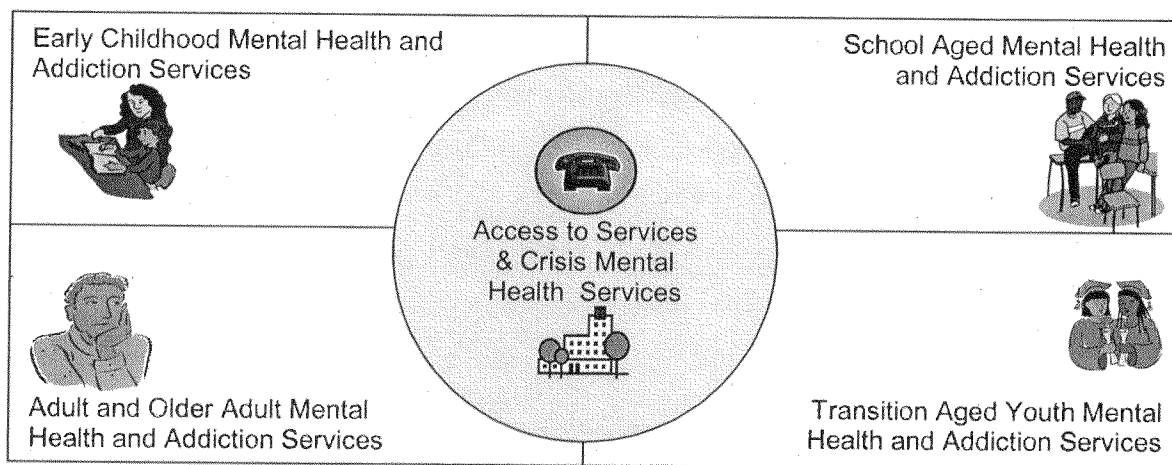 Early Childhood Mental Health and
Addiction Services
School Aged Mental Health
and Addiction Services
Access to Services
& Crisis Mental
Health Services
Adult and Older Adult Mental
Health and Addiction Services
Transition Aged Youth Mental
Health and Addiction Services